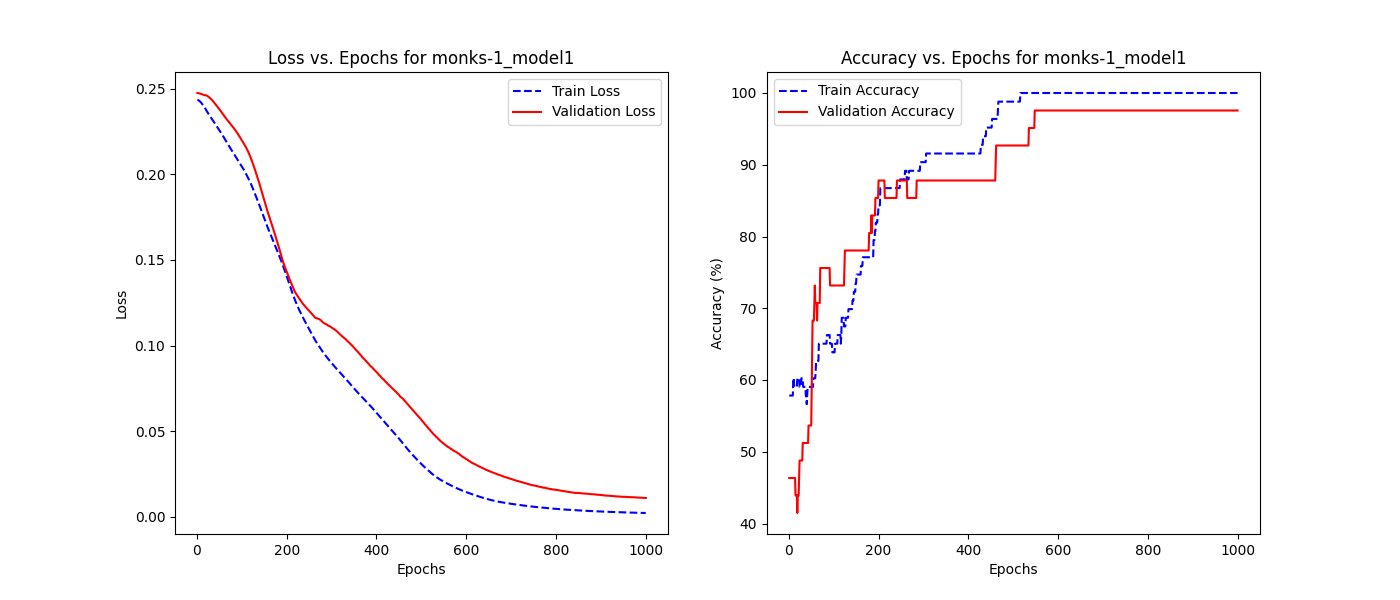 Loss vs. Epochs for monks-1_model1
Train Loss
Validation Loss
0.25
0.20
0.15
0.10
0.05
0.00
Loss
0 200 400 600 800 1000
Epochs
Accuracy vs. Epochs for monks-1_model1
Train Accuracy
Validation Accuracy
100
90
80
70
60
50
40
Accuracy (%)
0 200 400 600 800 1000
Epochs